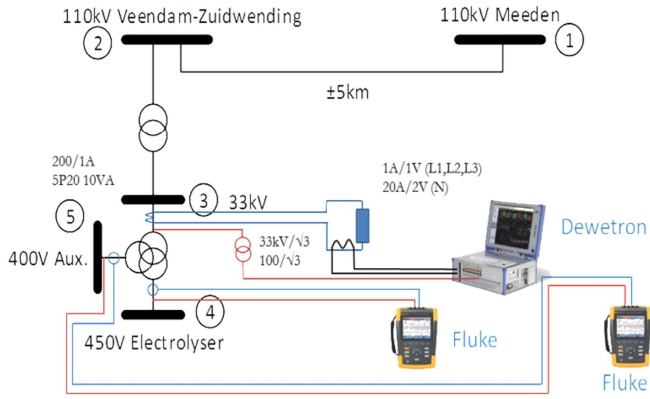 110kV Veendam-Zuidwending
110kV Meeden
2
1
±5km
200/1A
5P20 10VA
1A/1V (L1,L2,L3)
20A/2V (N)
3
33kV
5
Dewetron
33kV/√3
100/√3
400V Aux.
4
450V Electrolyser
Fluke
Fluke